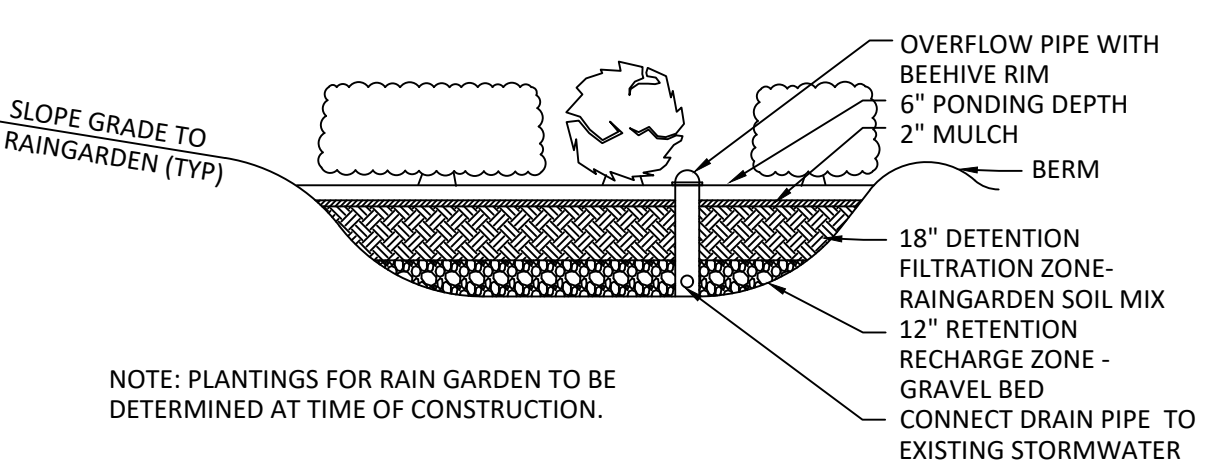 SLOPE GRADE TO
RAINGARDEN (TYP)
OVERFLOW PIPE WITH
BEEHIVE RIM
6" PONDING DEPTH
2" MULCH
BERM
18" DETENTION
FILTRATION ZONE-
RAINGARDEN SOIL MIX
12" RETENTION
RECHARGE ZONE -
GRAVEL BED
CONNECT DRAIN PIPE TO
EXISTING STORMWATER
NOTE: PLANTINGS FOR RAIN GARDEN TO BE
DETERMINED AT TIME OF CONSTRUCTION.